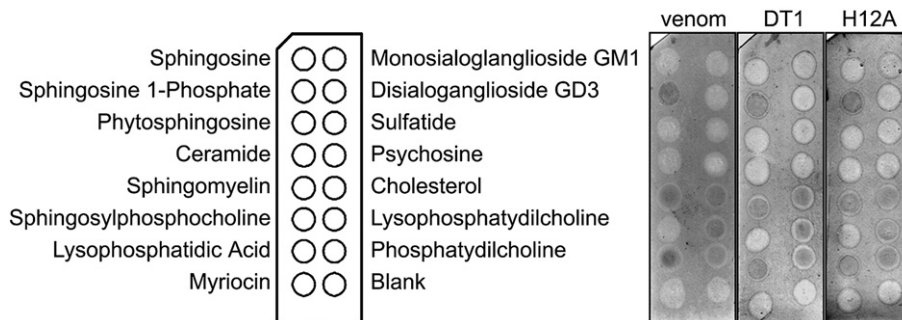 venom DT1 H12A
Sphingosine Monosialoglanglioside GM1
Sphingosine 1-Phosphate Disialoganglioside GD3
Phytosphingosine Sulfatide
Ceramide Psychosine
Sphingomyelin Cholesterol
Sphingosylphosphocholine Lysophosphatydilcholine
Lysophosphatidic Acid Phosphatydilcholine
Myriocin Blank